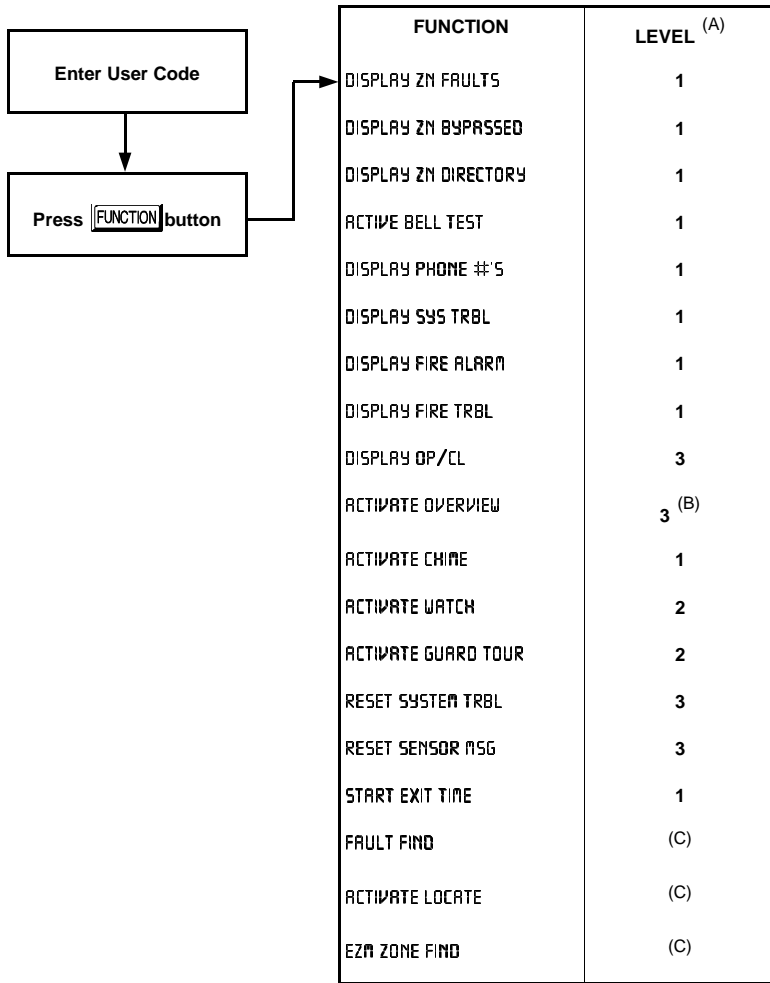 Enter User Code
Press FUNCTION button
FUNCTION LEVEL (A)
DISPLAY ZN FAULTS 1
DISPLAY ZN BYPASSED 1
DISPLAY ZN DIRECTORY 1
ACTIVE BELL TEST 1
DISPLAY PHONE #'S 1
DISPLAY SYS TRBL 1
DISPLAY FIRE ALARM 1
DISPLAY FIRE TRBL 1
DISPLAY OP/CL 3
ACTIVATE OVERVIEW 3 (B)
ACTIVATE CHIME 1
ACTIVATE WATCH 2
ACTIVATE GUARD TOUR 2
RESET SYSTEM TRBL 3
RESET SENSOR MSG 3
START EXIT TIME 1
FAULT FIND (C)
ACTIVATE LOCATE (C)
EZM ZONE FIND (C)